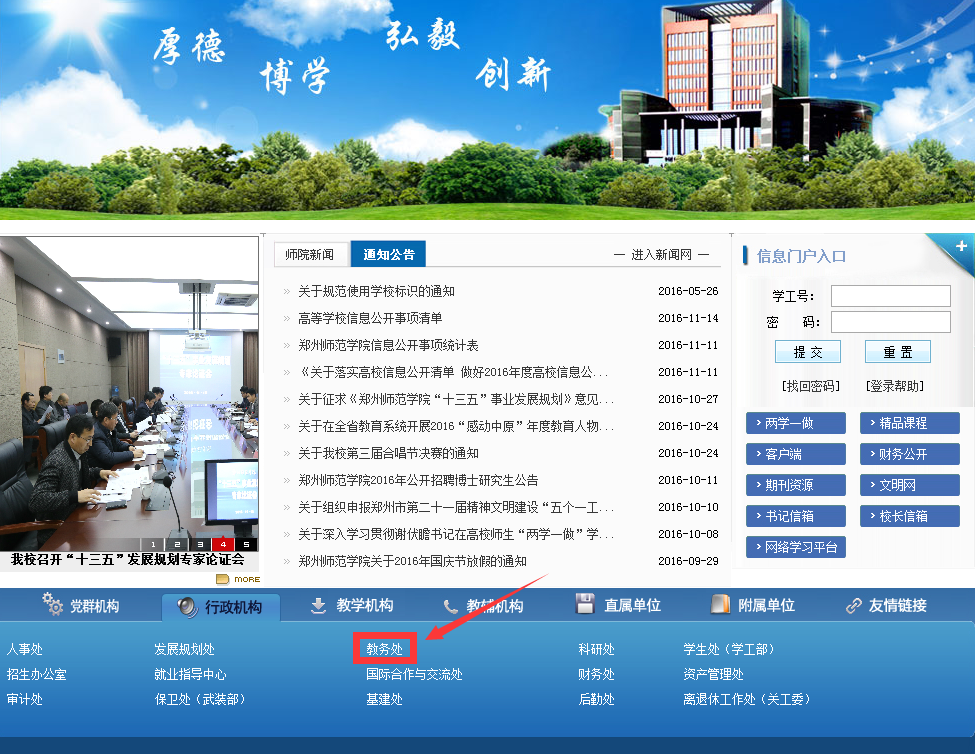 厚德
弘毅
博学
创新
师院新闻
通知公告
— 进入新闻网 —
» 关于规范使用学校标识的通知 2016-05-26
» 高等学校信息公开事项清单 2016-11-14
» 郑州师范学院信息公开事项统计表 2016-11-11
» 《关于落实高校信息公开清单 做好2016年度高校信息公... 2016-11-11
» 关于征求《郑州师范学院“十三五”事业发展规划》意见... 2016-10-27
» 关于在全省教育系统开展2016“感动中原”年度教育人物... 2016-10-24
» 关于我校第三届合唱节决赛的通知 2016-10-24
» 郑州师范学院2016年公开招聘博士研究生公告 2016-10-11
» 关于组织申报郑州市第二十一届精神文明建设“五个一工... 2016-10-10
» 关于深入学习贯彻谢伏瞻书记在高校师生“两学一做”学... 2016-10-08
» 郑州师范学院关于2016年国庆节放假的通知 2016-09-29
1 2 3 4 5
我校召开“十三五”发展规划专家论证会
MORE
信息门户入口
+
学工号：
密 码：
提 交 重 置
[找回密码] [登录帮助]
› 两学一做 › 精品课程
› 客户端 › 财务公开
› 期刊资源 › 文明网
› 书记信箱 › 校长信箱
› 网络学习平台
党群机构 行政机构 教学机构 教辅机构 直属单位 附属单位 友情链接
人事处 发展规划处 教务处 科研处 学生处（学工部）
招生办公室 就业指导中心 国际合作与交流处 财务处 资产管理处
审计处 保卫处（武装部） 基建处 后勤处 离退休工作处（关工委）